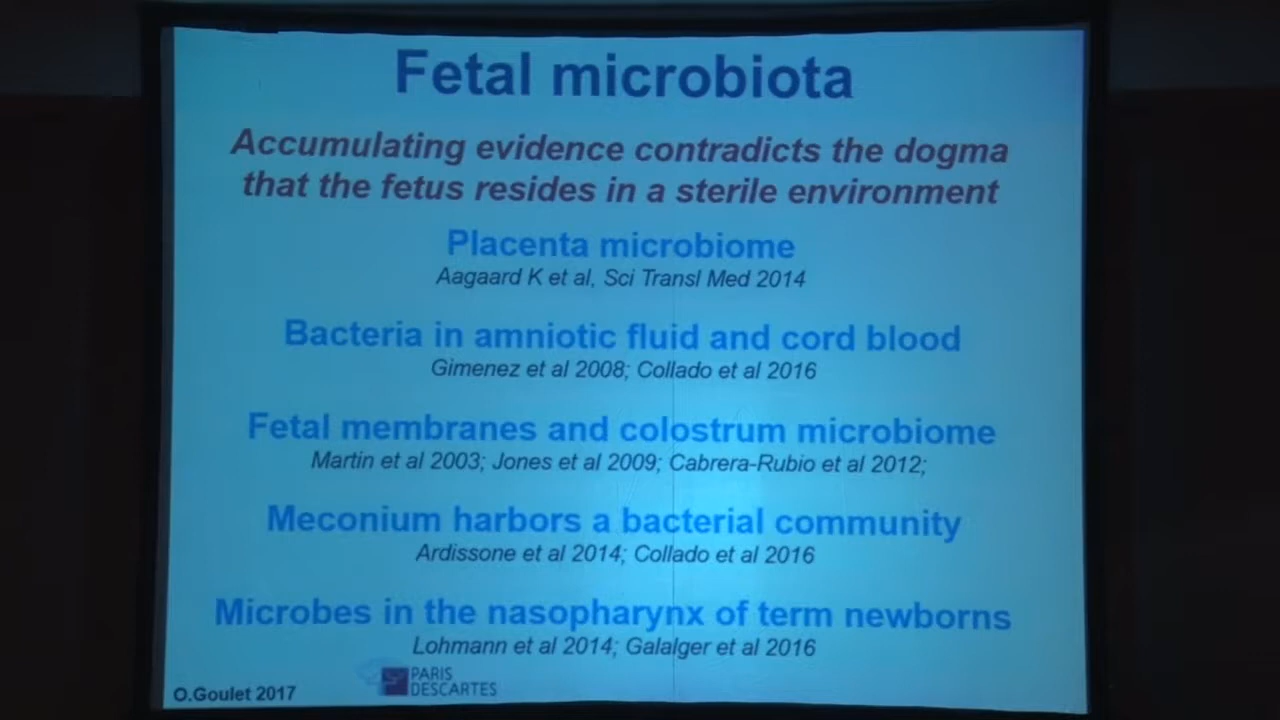 Fetal microbiota
Accumulating evidence contradicts the dogma
that the fetus resides in a sterile environment
Placenta microbiome
Aagaard K et al, Sci Transl Med 2014
Bacteria in amniotic fluid and cord blood
Gimenez et al 2008; Collado et al 2016
Fetal membranes and colostrum microbiome
Martin et al 2003; Jones et al 2009; Cabrera-Rubio et al 2012;
Meconium harbors a bacterial community
Ardissone et al 2014; Collado et al 2016
Microbes in the nasopharynx of term newborns
Lohmann et al 2014; Galalger et al 2016
O.Goulet 2017
PARIS
DESCARTES